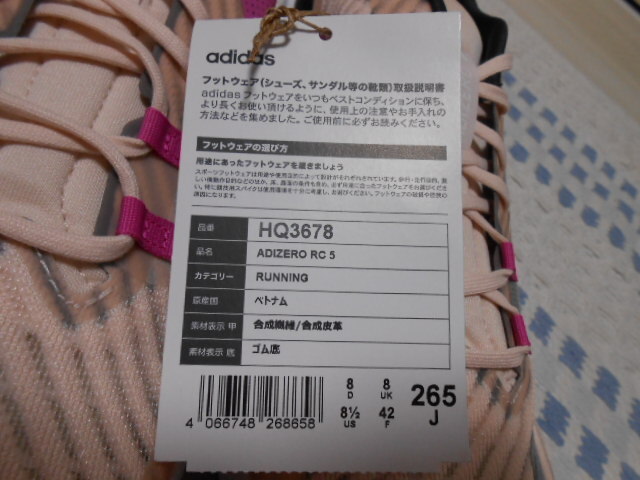 adidas
フットウェア(シューズ、サンダル等の靴類)取扱説明書
adidas フットウェアをいつもベストコンディションに保ち、
より長くお使い頂けるように、使用上の注意やお手入れの
方法などを集めました。ご使用前に必ずお読みください。
フットウェアの選び方
用途にあったフットウェアを履きましょう
品番 HQ3678
品名 ADIZERO RC 5
カテゴリー RUNNING
原産国 ベトナム
素材表示 甲 合成繊維/合成皮革
素材表示 底 ゴム底
8 8 265
D UK J
8½ 42
US F
4 066748 268658